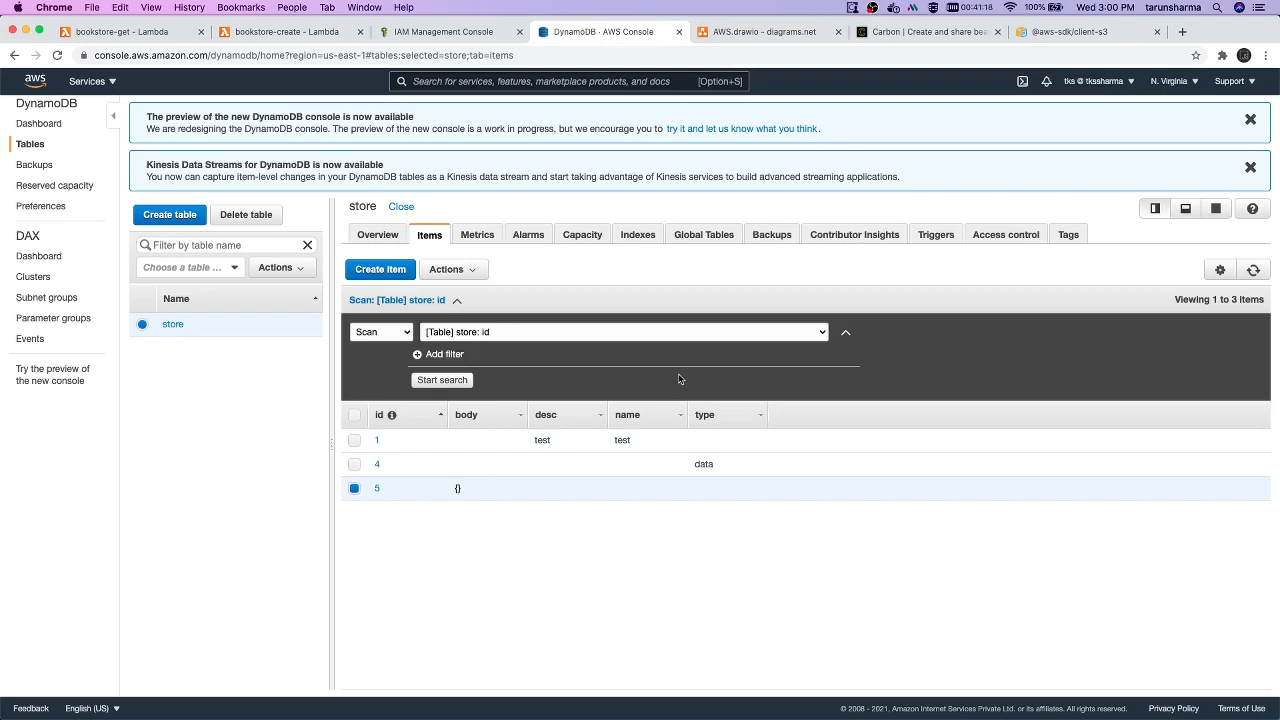 Chrome File Edit View History Bookmarks People Tab Window Help 00:41:18 100% Wed 3:00 PM tarunsharma
bookstore-get - Lambda bookstore-create - Lambda IAM Management Console DynamoDB · AWS Console AWS.drawio - diagrams.net Carbon | Create and share bea @aws-sdk/client-s3
console.aws.amazon.com/dynamodb/home?region=us-east-1#tables:selected=store;tab=items
aws Services Search for services, features, marketplace products, and docs [Option+S] tks @ tkssharma N. Virginia Support
DynamoDB
Dashboard
Tables
Backups
Reserved capacity
Preferences
DAX
Dashboard
Clusters
Subnet groups
Parameter groups
Events
Try the preview of
the new console
The preview of the new DynamoDB console is now available
We are redesigning the DynamoDB console. The preview of the new console is a work in progress, but we encourage you to try it and let us know what you think.
Kinesis Data Streams for DynamoDB is now available
You now can capture item-level changes in your DynamoDB tables as a Kinesis data stream and start taking advantage of Kinesis services to build advanced streaming applications.
Create table Delete table
Filter by table name
Choose a table ... Actions
Name
store
store Close
Overview Items Metrics Alarms Capacity Indexes Global Tables Backups Contributor Insights Triggers Access control Tags
Create item Actions
Scan: [Table] store: id Viewing 1 to 3 items
Scan [Table] store: id
Add filter
Start search
id body desc name type
1 test test
4 data
5 {}
Feedback English (US) © 2008 - 2021, Amazon Internet Services Private Ltd. or its affiliates. All rights reserved. Privacy Policy Terms of Use